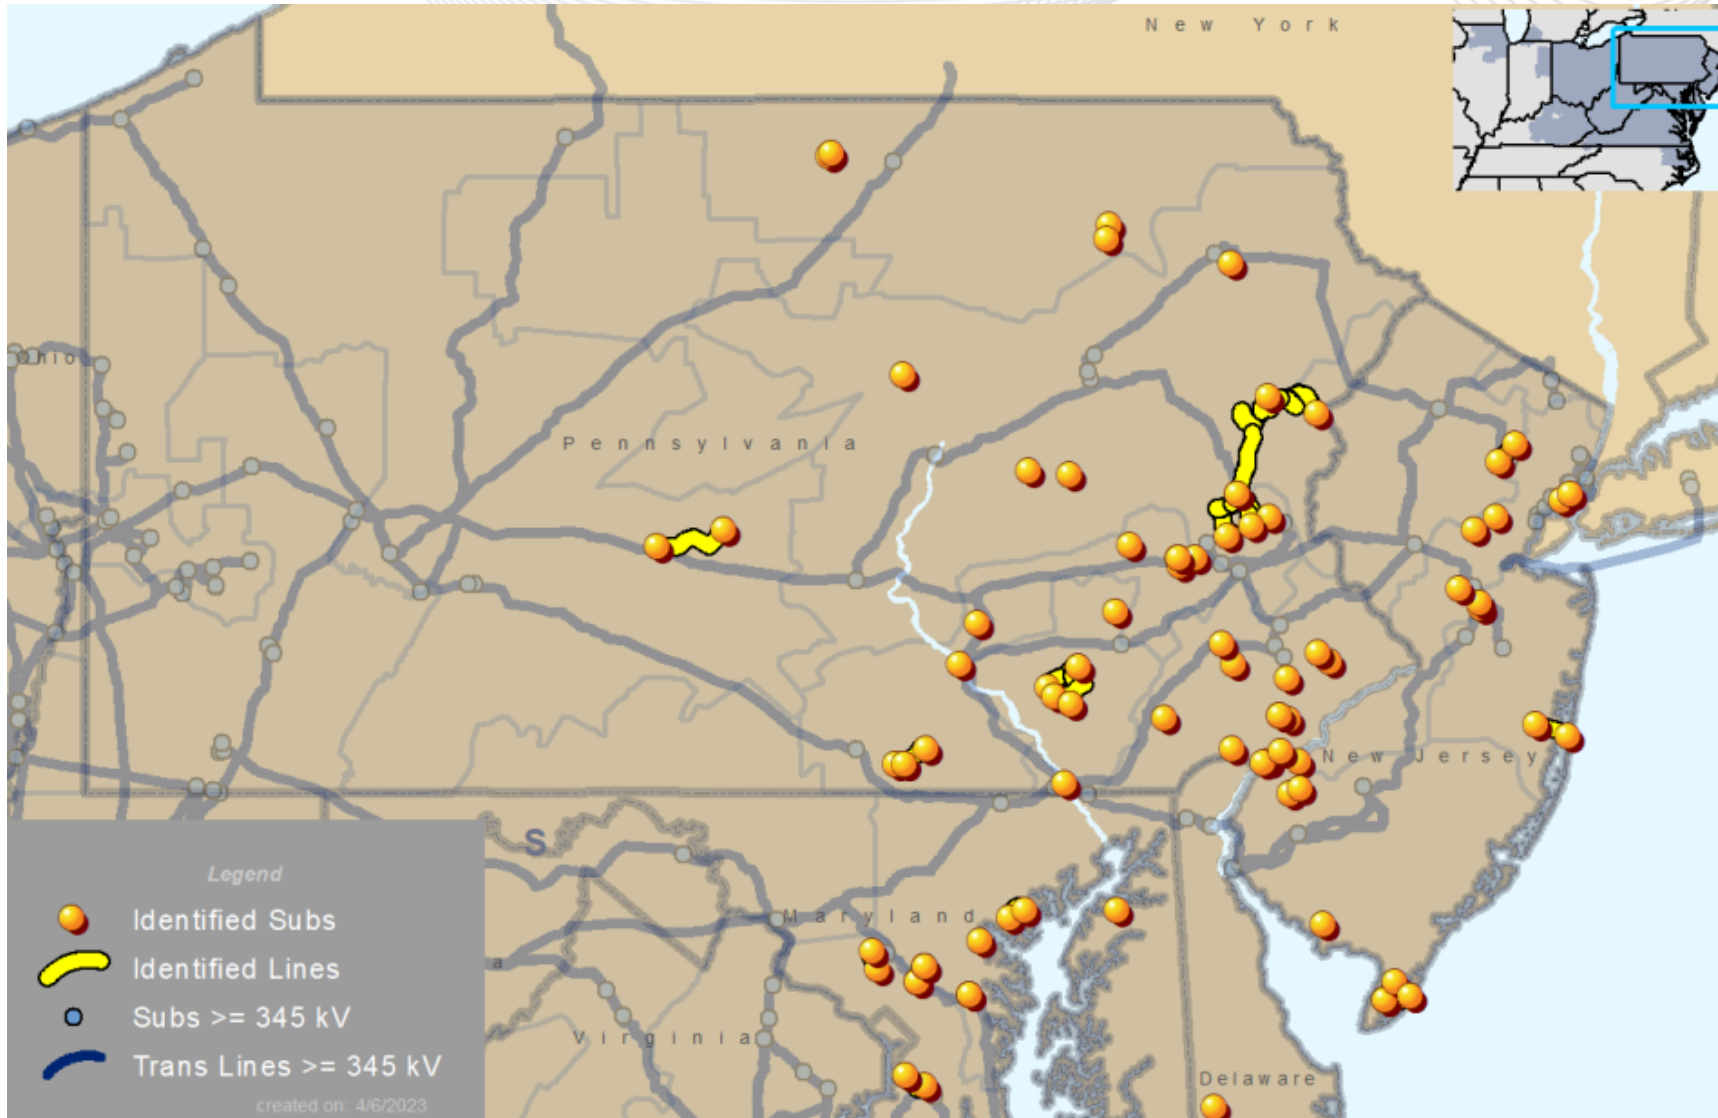 New York
Ohio
Pennsylvania
New Jersey
S
Maryland
a
Virginia
Delaware
Legend
Identified Subs
Identified Lines
Subs >= 345 kV
Trans Lines >= 345 kV
created on: 4/6/2023